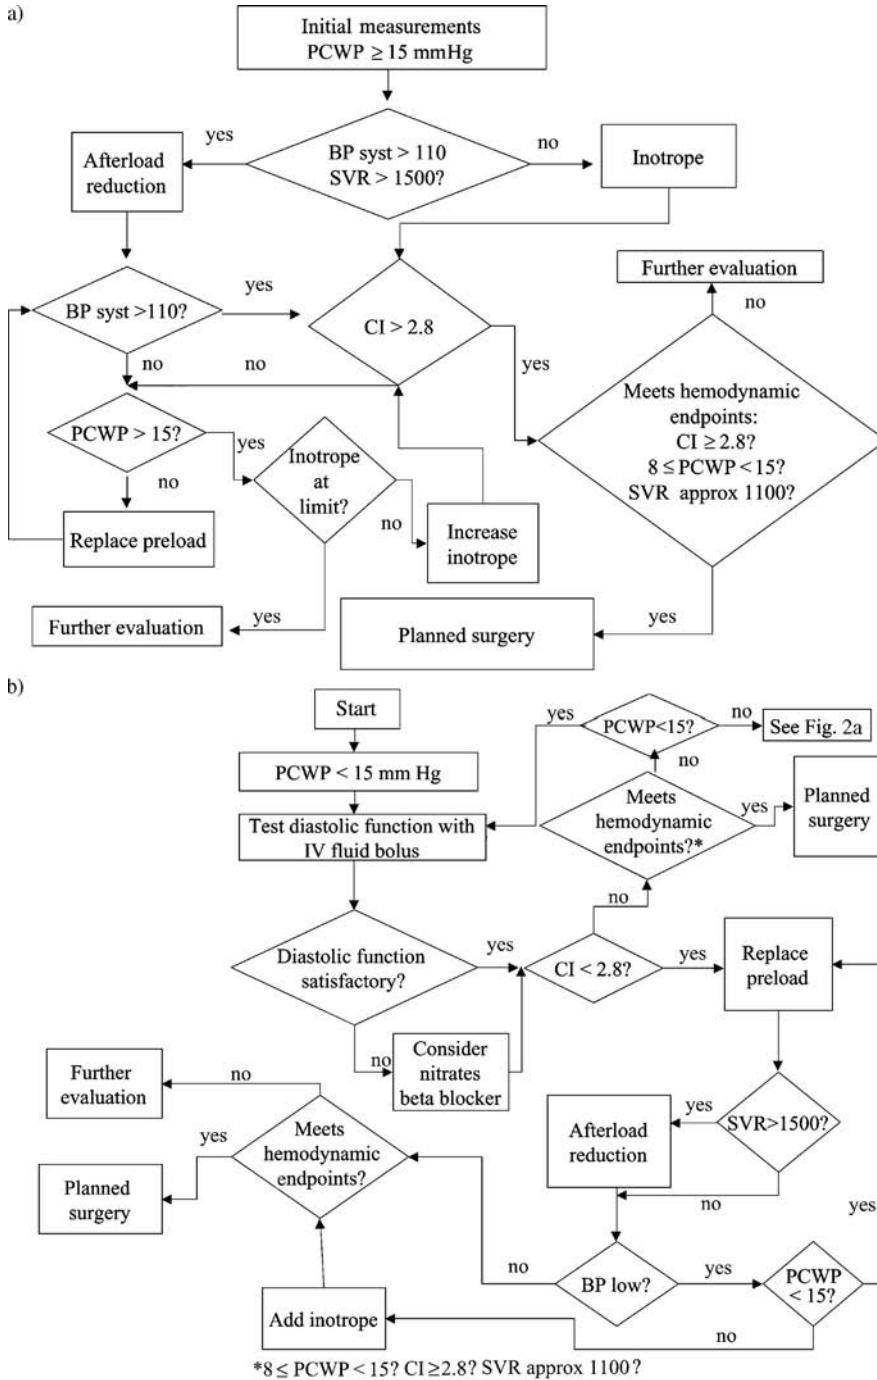 a)
Initial measurements
PCWP ≥ 15 mmHg
yes
BP syst > 110
SVR > 1500?
no
Afterload
reduction
Inotrope
BP syst >110?
yes
CI > 2.8
Further evaluation
no
yes
no
no
Meets hemodynamic
endpoints:
CI ≥ 2.8?
8 ≤ PCWP < 15?
SVR approx 1100?
PCWP > 15?
yes
Inotrope
at
limit?
no
no
Replace preload
Increase
inotrope
Further evaluation
yes
Planned surgery
yes
b)
Start
yes
PCWP<15?
no
See Fig. 2a
PCWP < 15 mm Hg
no
Test diastolic function with
IV fluid bolus
Meets
hemodynamic
endpoints?*
yes
Planned
surgery
no
Diastolic function
satisfactory?
yes
CI < 2.8?
yes
Replace
preload
no
Consider
nitrates
beta blocker
Further
evaluation
no
Meets
hemodynamic
endpoints?
yes
Planned
surgery
Afterload
reduction
yes
SVR>1500?
no
yes
no
BP low?
yes
PCWP
< 15?
Add inotrope
no
*8 ≤ PCWP < 15? CI ≥2.8? SVR approx 1100?